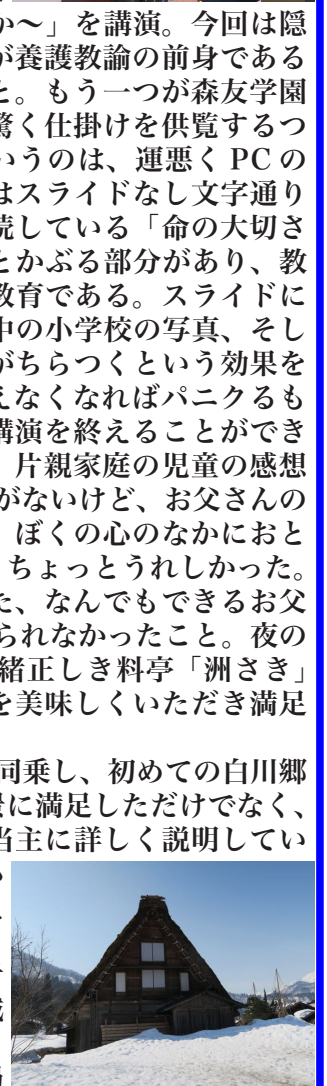 か～」を講演。今回は隠
が養護教諭の前身である
と。もう一つが森友学園
驚く仕掛けを供覧するつ
いうのは、運悪く PC の
はスライドなし文字通り
続している「命の大切さ
とかぶる部分があり、教
教育である。スライドに
中の小学校の写真、そし
がちらつくという効果を
えなくなればパニクるも
講演を終えることができ
片親家庭の児童の感想
がないけど、お父さんの
ぼくの心のなかにおと
ちょっとうれしかった。
た、なんでもできるお父
られなかったこと。夜の
緒正しき料亭「洲さき」
を美味しくいただき満足
同乗し、初めての白川郷
に満足しただけでなく、
当主に詳しく説明してい